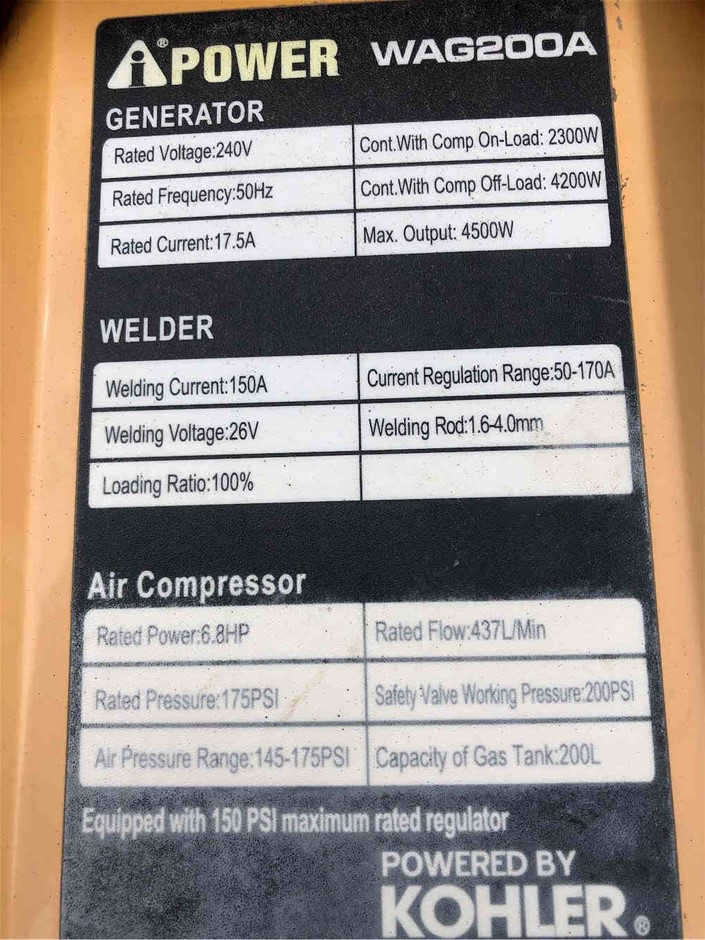 iPOWER® WAG200A
GENERATOR
Rated Voltage:240V Cont.With Comp On-Load: 2300W
Rated Frequency:50Hz Cont.With Comp Off-Load: 4200W
Rated Current:17.5A Max. Output: 4500W
WELDER
Welding Current:150A Current Regulation Range:50-170A
Welding Voltage:26V Welding Rod:1.6-4.0mm
Loading Ratio:100%
Air Compressor
Rated Power:6.8HP Rated Flow:437L/Min
Rated Pressure:175PSI Safety Valve Working Pressure:200PSI
Air Pressure Range:145-175PSI Capacity of Gas Tank:200L
Equipped with 150 PSI maximum rated regulator
POWERED BY
KOHLER®